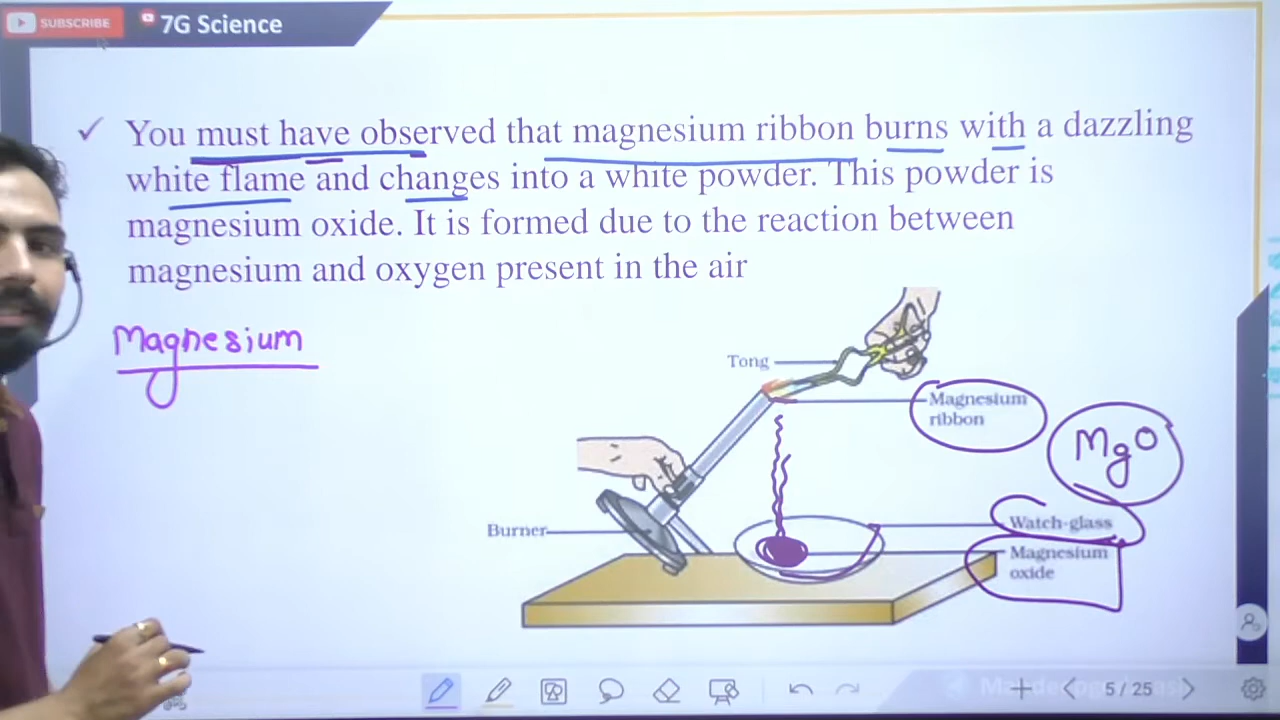 SUBSCRIBE
7G Science
✓ You must have observed that magnesium ribbon burns with a dazzling
white flame and changes into a white powder. This powder is
magnesium oxide. It is formed due to the reaction between
magnesium and oxygen present in the air
Magnesium
Tong
Magnesium
ribbon
MgO
Burner
Watch-glass
Magnesium
oxide
5 / 25